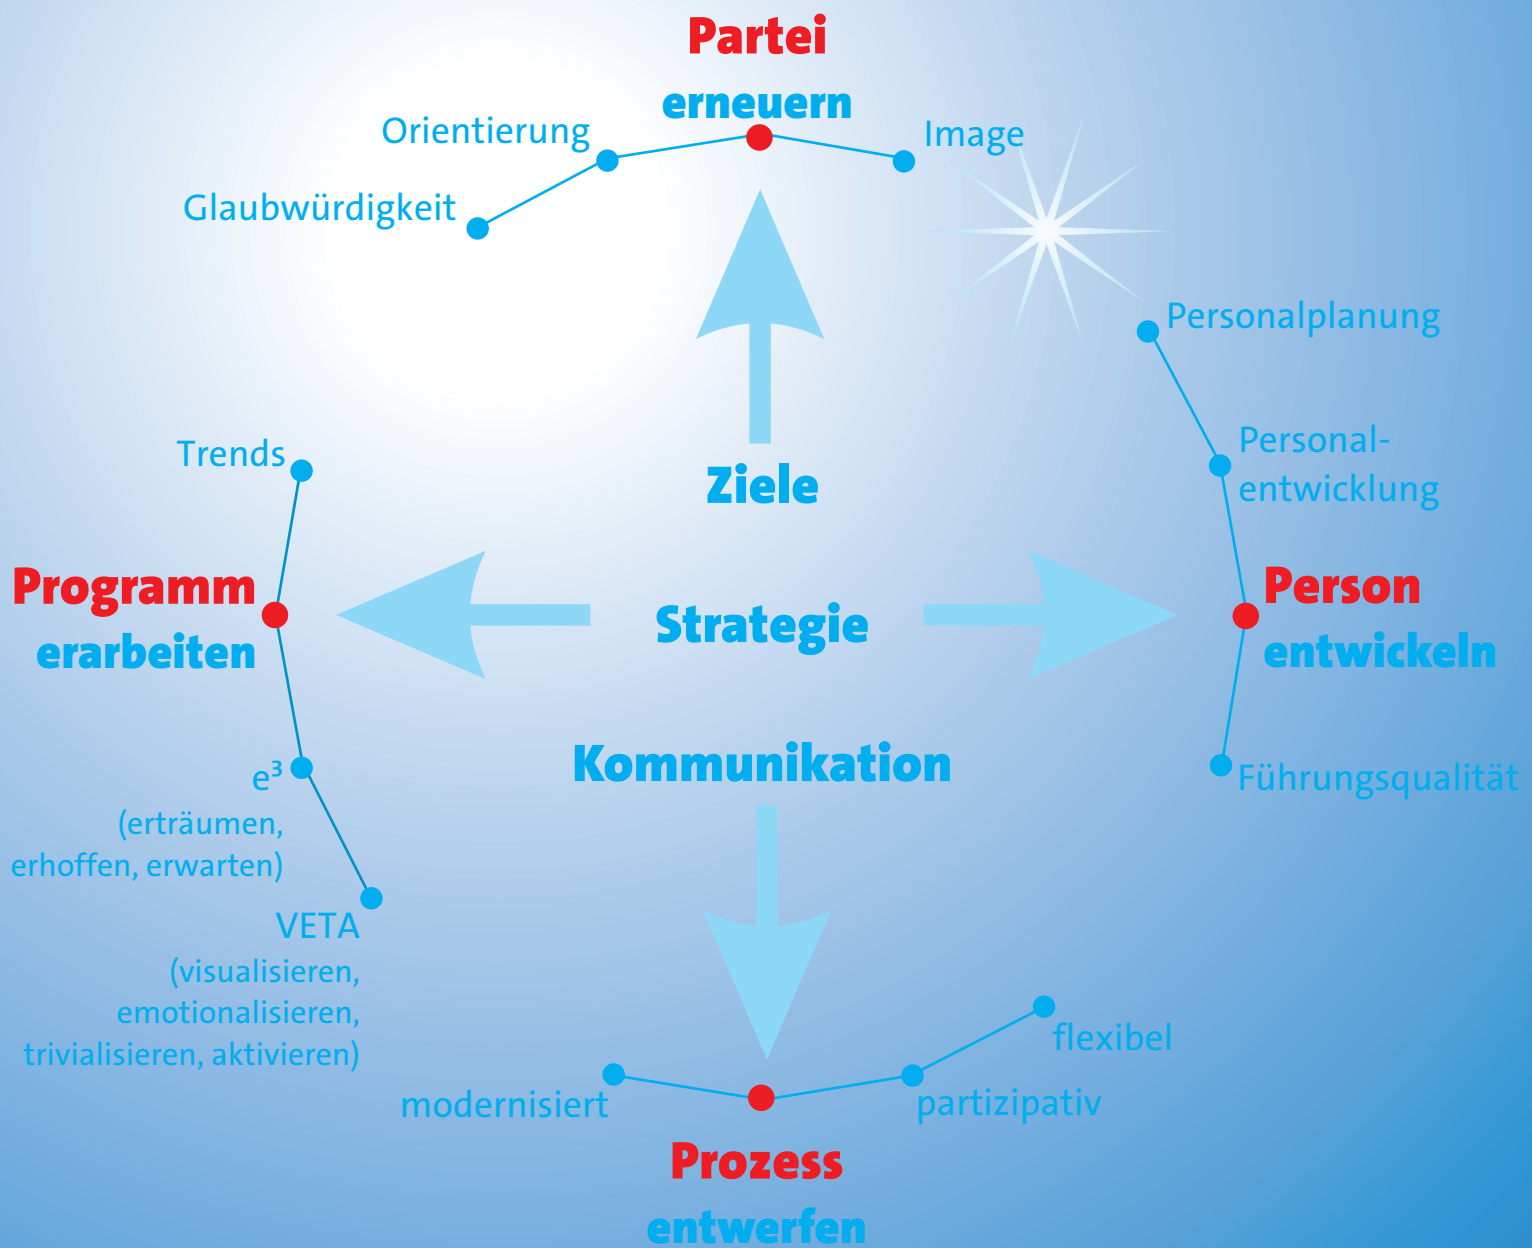 Partei
erneuern
Orientierung
Image
Glaubwürdigkeit
Personalplanung
Personal-
entwicklung
Trends
Ziele
Programm
erarbeiten
Strategie
Person
entwickeln
Kommunikation
e³
(erträumen,
erhoffen, erwarten)
Führungsqualität
VETA
(visualisieren,
emotionalisieren,
trivialisieren, aktivieren)
flexibel
modernisiert
partizipativ
Prozess
entwerfen